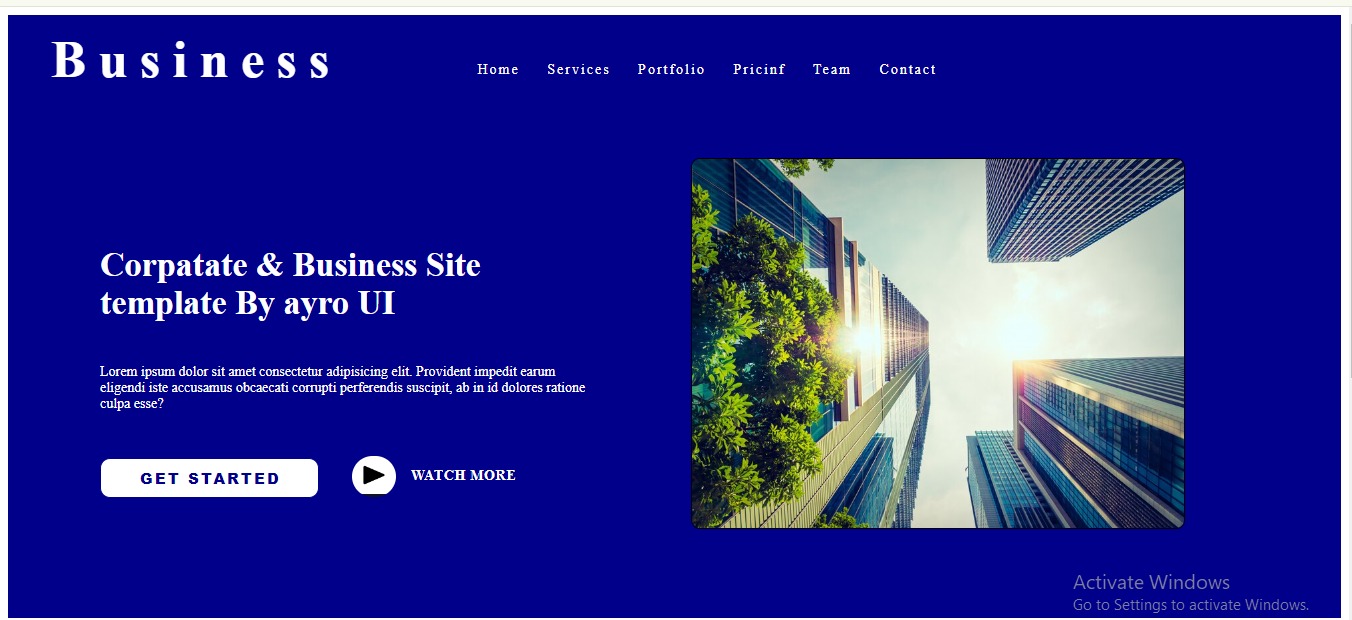 Business
Home Services Portfolio Pricinf Team Contact
Corpatate & Business Site
template By ayro UI
Lorem ipsum dolor sit amet consectetur adipisicing elit. Provident impedit earum
eligendi iste accusamus obcaecati corrupti perferendis suscipit, ab in id dolores ratione
culpa esse?
GET STARTED WATCH MORE
Activate Windows
Go to Settings to activate Windows.